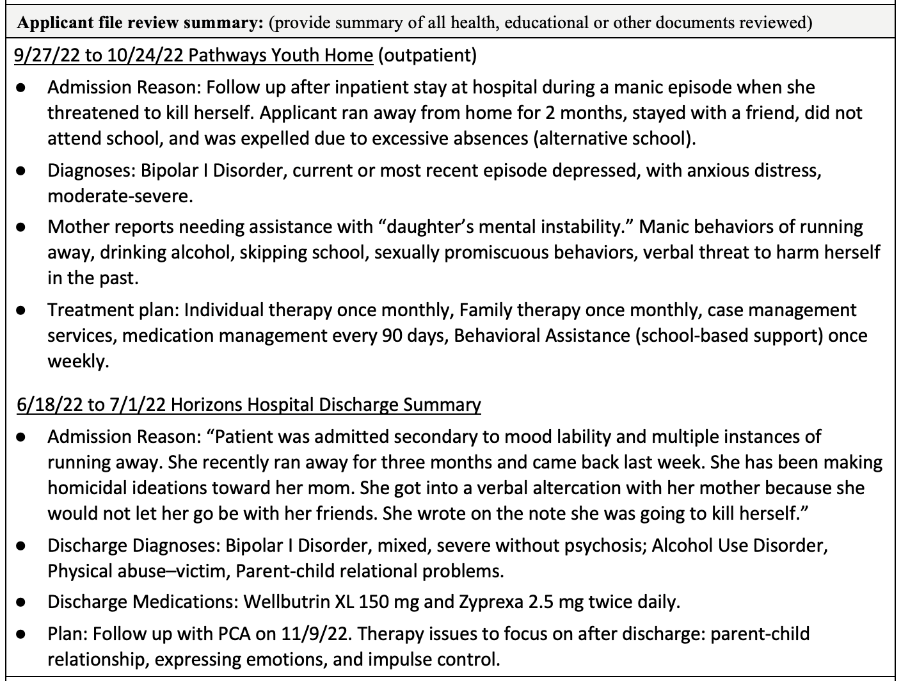 Applicant file review summary: (provide summary of all health, educational or other documents reviewed)
9/27/22 to 10/24/22 Pathways Youth Home (outpatient)
● Admission Reason: Follow up after inpatient stay at hospital during a manic episode when she
threatened to kill herself. Applicant ran away from home for 2 months, stayed with a friend, did not
attend school, and was expelled due to excessive absences (alternative school).
● Diagnoses: Bipolar I Disorder, current or most recent episode depressed, with anxious distress,
moderate-severe.
● Mother reports needing assistance with “daughter’s mental instability.” Manic behaviors of running
away, drinking alcohol, skipping school, sexually promiscuous behaviors, verbal threat to harm herself
in the past.
● Treatment plan: Individual therapy once monthly, Family therapy once monthly, case management
services, medication management every 90 days, Behavioral Assistance (school-based support) once
weekly.
6/18/22 to 7/1/22 Horizons Hospital Discharge Summary
● Admission Reason: “Patient was admitted secondary to mood lability and multiple instances of
running away. She recently ran away for three months and came back last week. She has been making
homicidal ideations toward her mom. She got into a verbal altercation with her mother because she
would not let her go be with her friends. She wrote on the note she was going to kill herself.”
● Discharge Diagnoses: Bipolar I Disorder, mixed, severe without psychosis; Alcohol Use Disorder,
Physical abuse–victim, Parent-child relational problems.
● Discharge Medications: Wellbutrin XL 150 mg and Zyprexa 2.5 mg twice daily.
● Plan: Follow up with PCA on 11/9/22. Therapy issues to focus on after discharge: parent-child
relationship, expressing emotions, and impulse control.